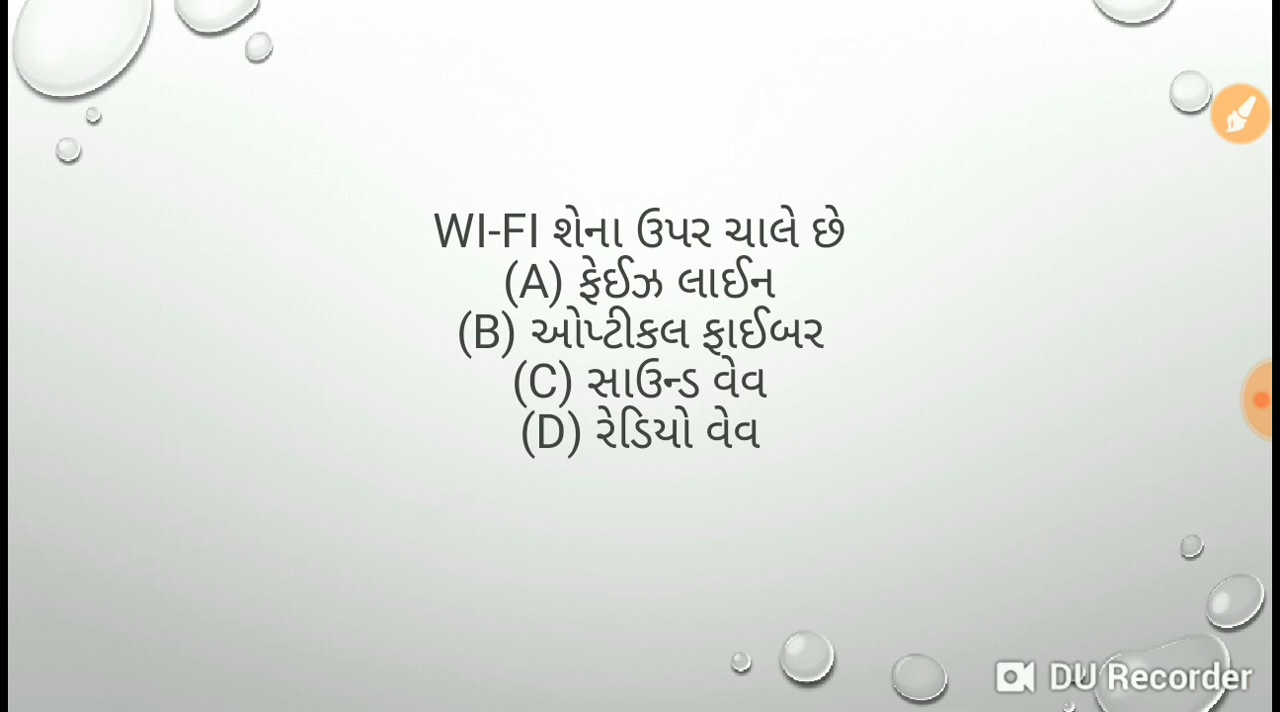 WI-FI શેના ઉપર ચાલે છે
(A) ફેઈઝ લાઈન
(B) ઓપ્ટીકલ ફાઈબર
(C) સાઉન્ડ વેવ
(D) રેડિયો વેવ
DU Recorder